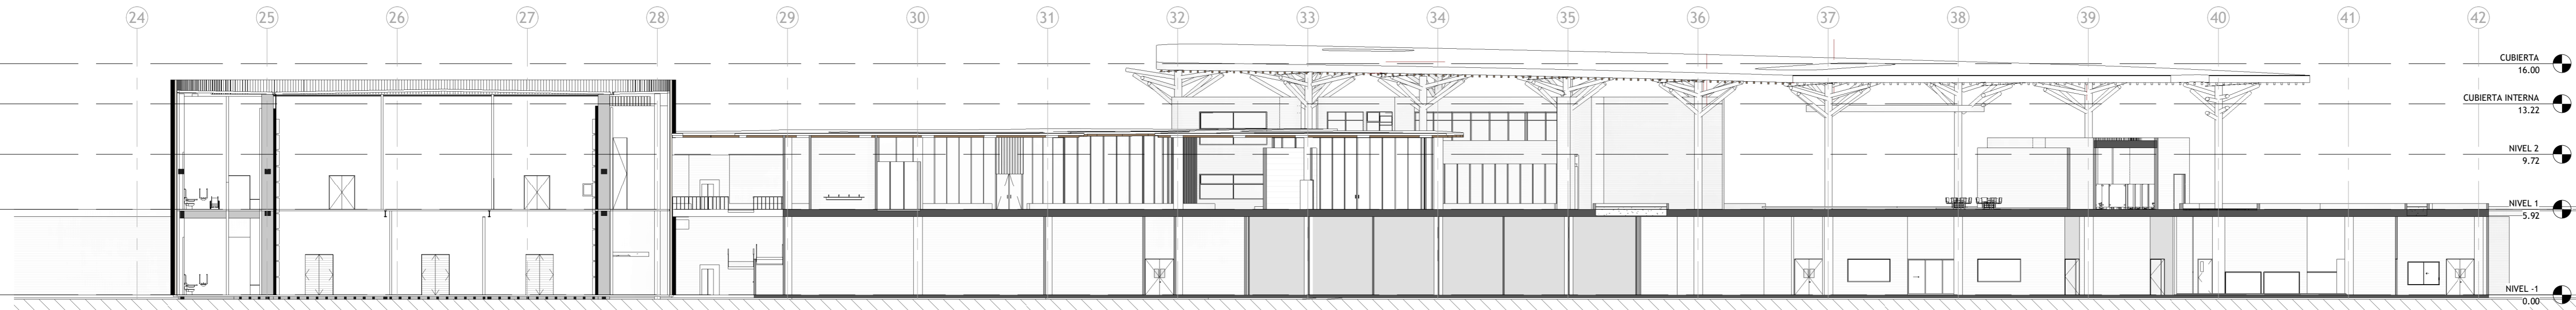 24 25 26 27 28 29 30 31 32 33 34 35 36 37 38 39 40 41 42
CUBIERTA
16.00
CUBIERTA INTERNA
13.22
NIVEL 2
9.72
NIVEL 1
5.92
NIVEL -1
0.00